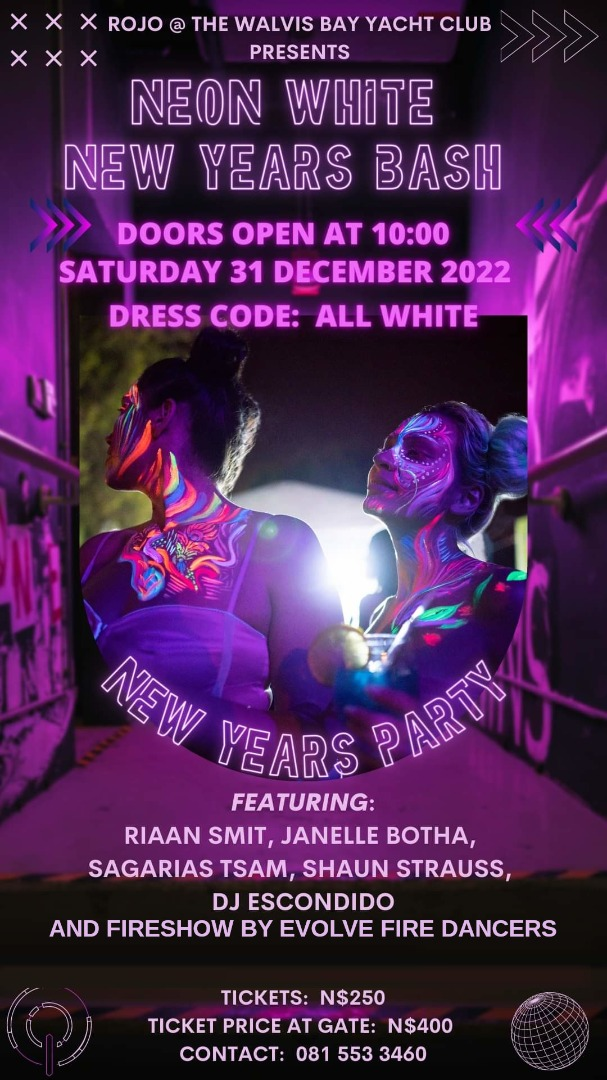 ROJO @ THE WALVIS BAY YACHT CLUB
PRESENTS
NEON WHITE
NEW YEARS BASH
DOORS OPEN AT 10:00
SATURDAY 31 DECEMBER 2022
DRESS CODE: ALL WHITE
NEW YEARS PARTY
FEATURING:
RIAAN SMIT, JANELLE BOTHA,
SAGARIAS TSAM, SHAUN STRAUSS,
DJ ESCONDIDO
AND FIRESHOW BY EVOLVE FIRE DANCERS
TICKETS: N$250
TICKET PRICE AT GATE: N$400
CONTACT: 081 553 3460